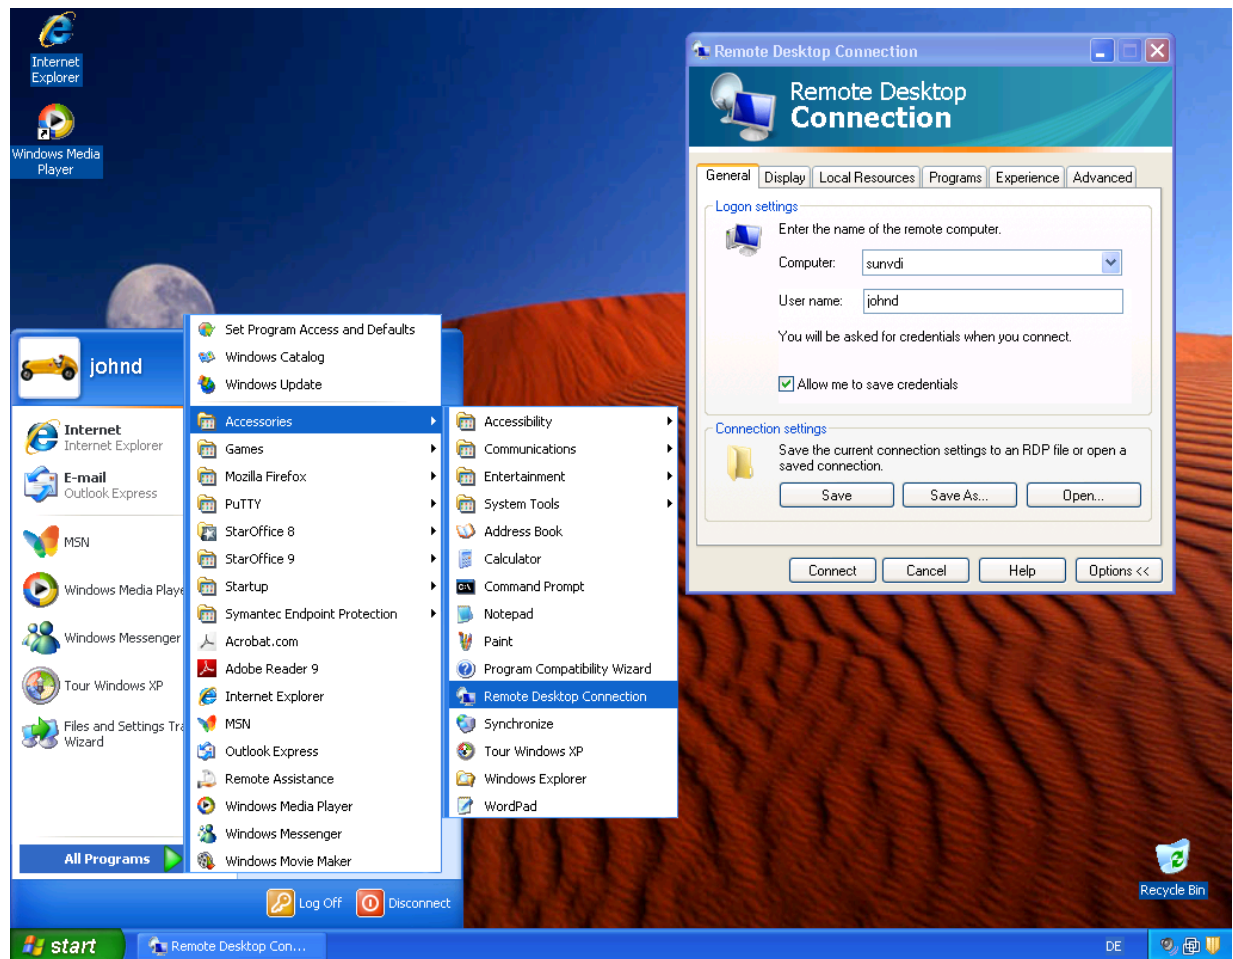 Internet
Explorer
Windows Media
Player
Remote Desktop Connection
Remote Desktop
Connection
General
Display
Local Resources
Programs
Experience
Advanced
Logon settings
Enter the name of the remote computer.
Computer:
sunvdi
User name:
johnd
You will be asked for credentials when you connect.
Allow me to save credentials
Connection settings
Save the current connection settings to an RDP file or open a
saved connection.
Save
Save As...
Open...
Connect
Cancel
Help
Options <<
johnd
Internet
Internet Explorer
E-mail
Outlook Express
MSN
Windows Media Playe
Windows Messenger
Tour Windows XP
Files and Settings Tra
Wizard
All Programs
Set Program Access and Defaults
Windows Catalog
Windows Update
Accessories
Games
Mozilla Firefox
PuTTY
StarOffice 8
StarOffice 9
Startup
Symantec Endpoint Protection
Acrobat.com
Adobe Reader 9
Internet Explorer
MSN
Outlook Express
Remote Assistance
Windows Media Player
Windows Messenger
Windows Movie Maker
Accessibility
Communications
Entertainment
System Tools
Address Book
Calculator
Command Prompt
Notepad
Paint
Program Compatibility Wizard
Remote Desktop Connection
Synchronize
Tour Windows XP
Windows Explorer
WordPad
Log Off
Disconnect
Recycle Bin
start
Remote Desktop Con...
DE